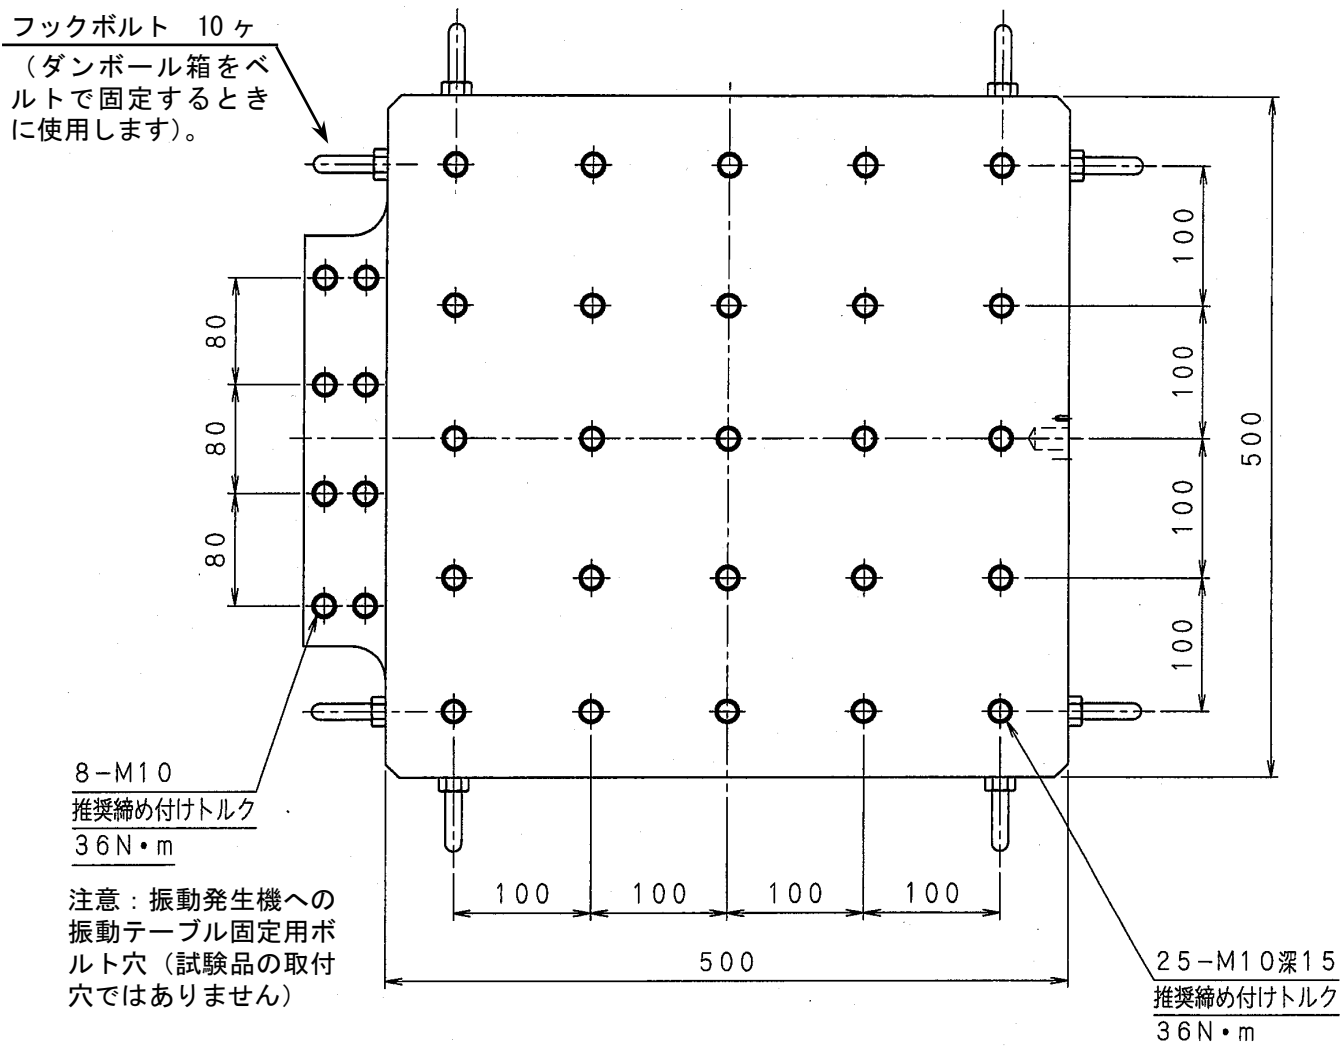 フックボルト 10ヶ
（ダンボール箱をベ
ルトで固定するとき
に使用します）。
100
80
100
80
500
100
80
100
8-M10
推奨締め付けトルク
36N・m
注意：振動発生機への
振動テーブル固定用ボ
ルト穴（試験品の取付
穴ではありません）
100 100 100 100
500
25-M10深15
推奨締め付けトルク
36N・m